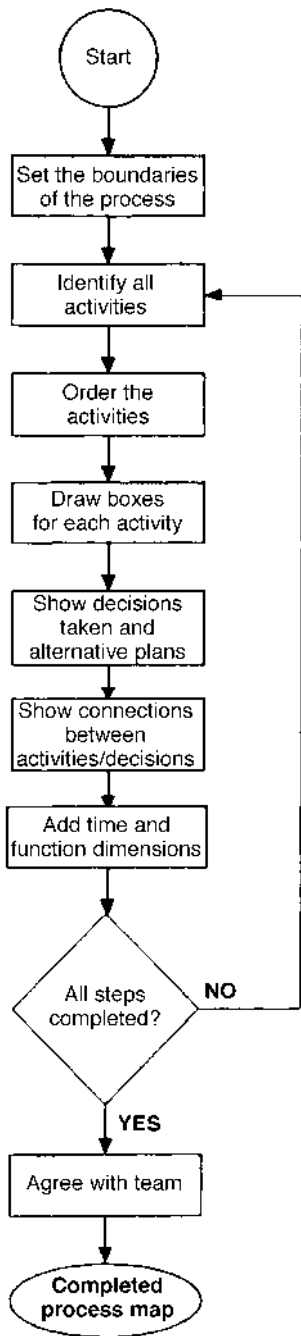 Start
Set the boundaries
of the process
Identify all
activities
Order the
activities
Draw boxes
for each activity
Show decisions
taken and
alternative plans
Show connections
between
activities/decisions
Add time and
function dimensions
All steps
completed?
NO
YES
Agree with team
Completed
process map